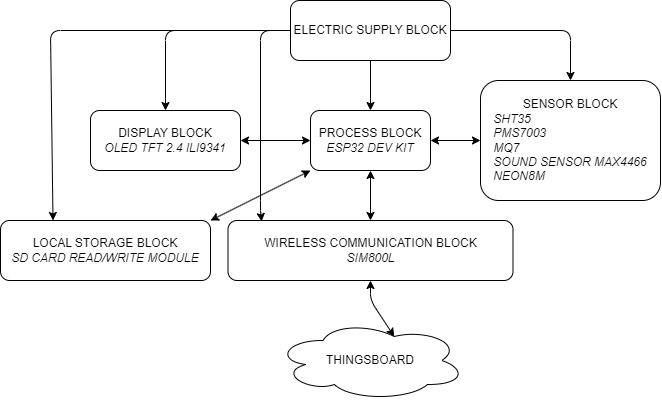 ELECTRIC SUPPLY BLOCK
DISPLAY BLOCK
OLED TFT 2.4 ILI9341
PROCESS BLOCK
ESP32 DEV KIT
SENSOR BLOCK
SHT35
PMS7003
MQ7
SOUND SENSOR MAX4466
NEON8M
LOCAL STORAGE BLOCK
SD CARD READ/WRITE MODULE
WIRELESS COMMUNICATION BLOCK
SIM800L
THINGSBOARD